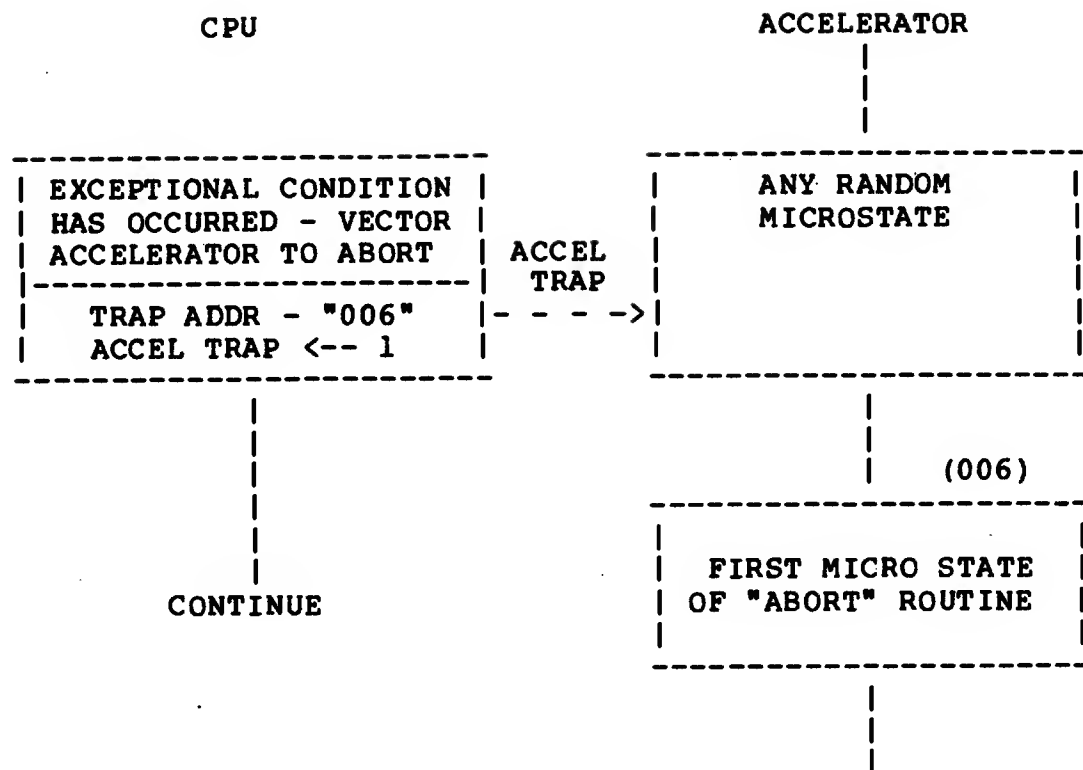 CPU
ACCELERATOR
EXCEPTIONAL CONDITION
HAS OCCURRED - VECTOR
ACCELERATOR TO ABORT
TRAP ADDR - "006"
ACCEL TRAP <-- 1
ACCEL
TRAP
ANY RANDOM
MICROSTATE
(006)
FIRST MICRO STATE
OF "ABORT" ROUTINE
CONTINUE